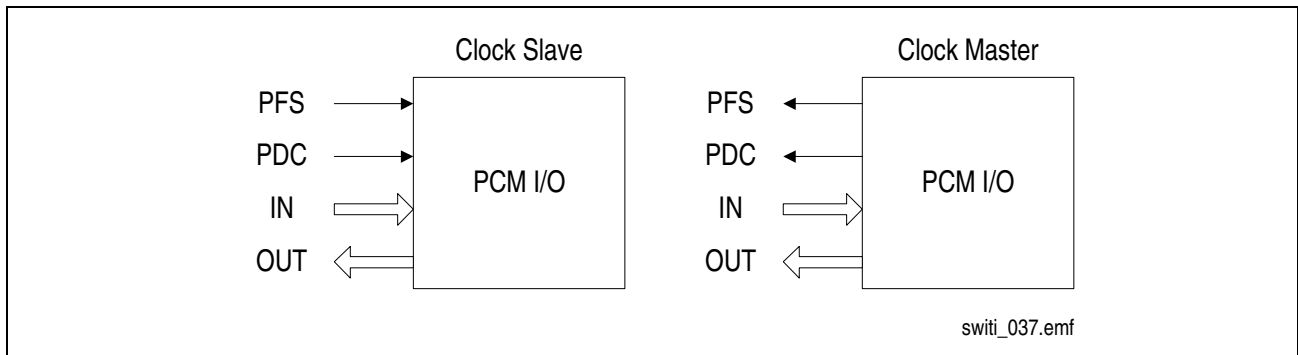 Clock Slave
Clock Master
PFS
PFS
PDC
PDC
PCM I/O
PCM I/O
IN
IN
OUT
OUT
switi_037.emf